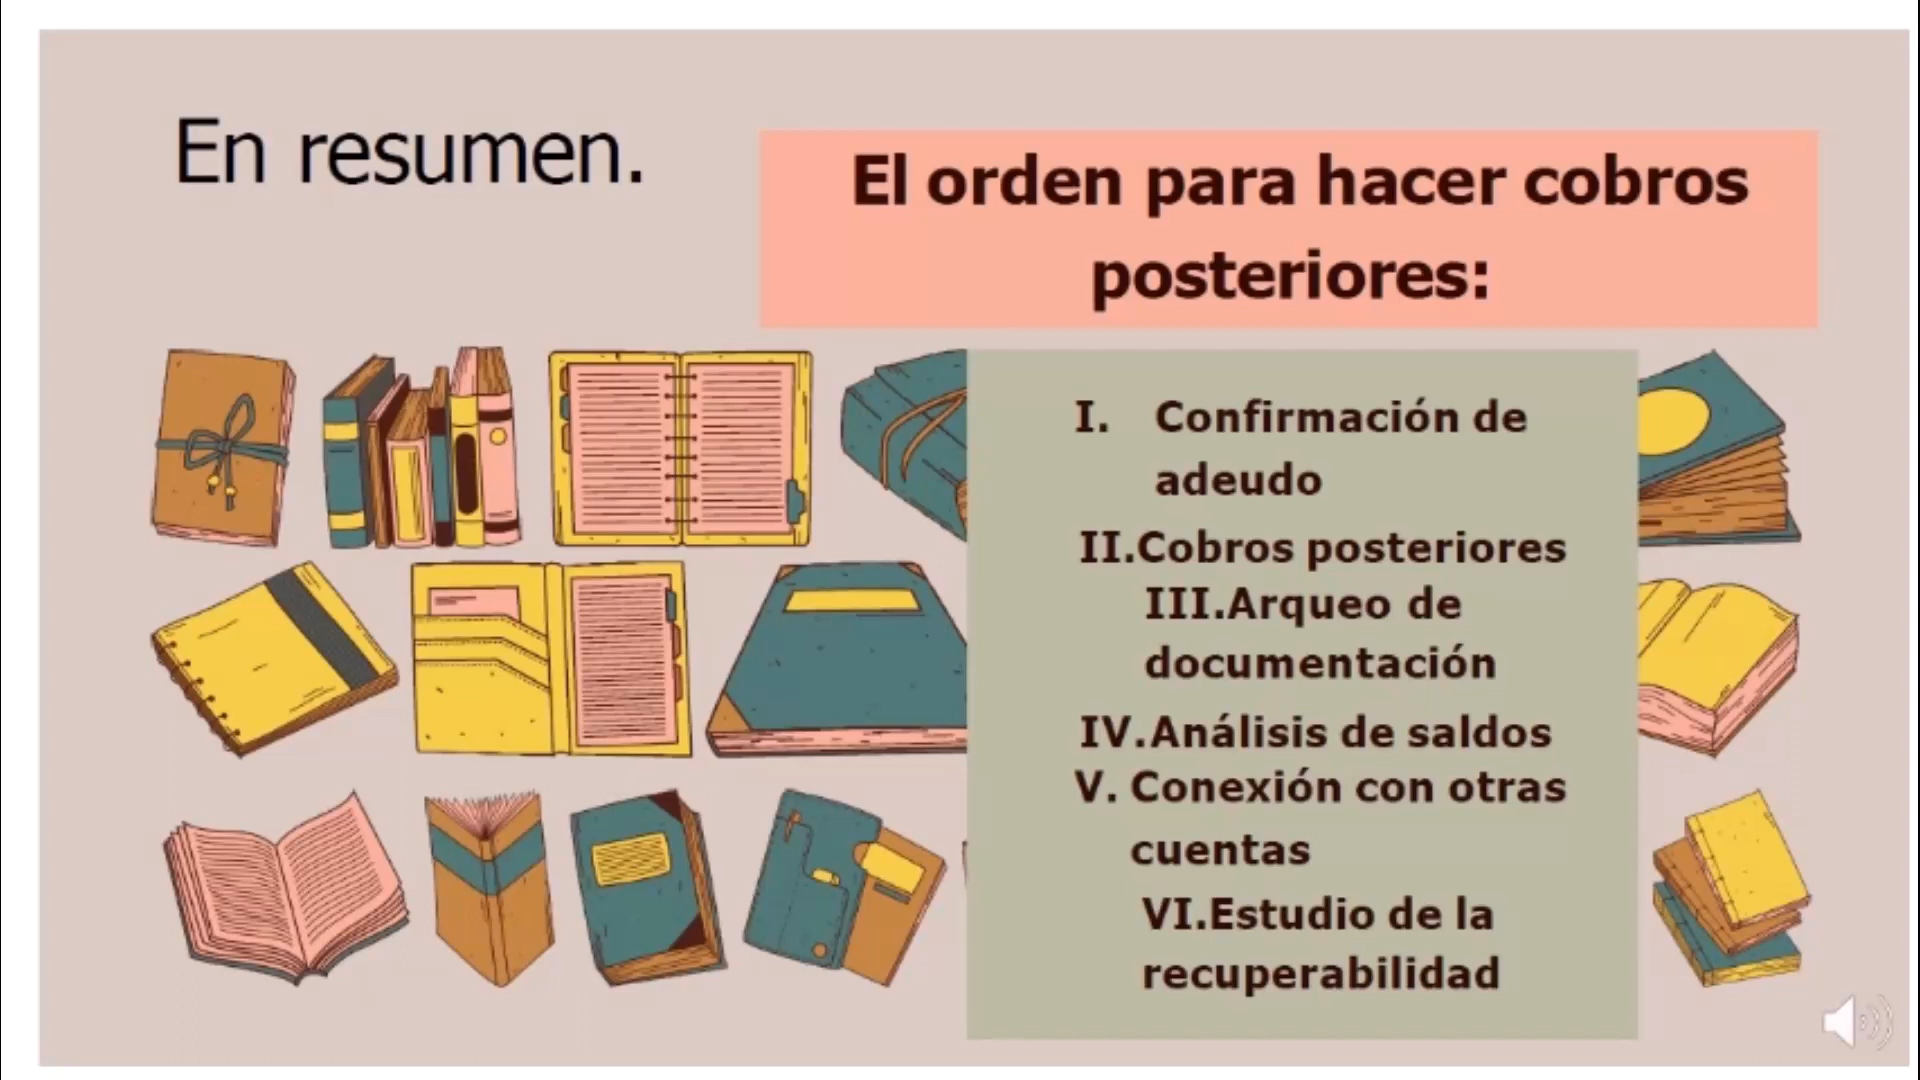 En resumen.
El orden para hacer cobros
posteriores:
I. Confirmación de
adeudo
II.Cobros posteriores
III.Arqueo de
documentación
IV.Análisis de saldos
V. Conexión con otras
cuentas
VI.Estudio de la
recuperabilidad